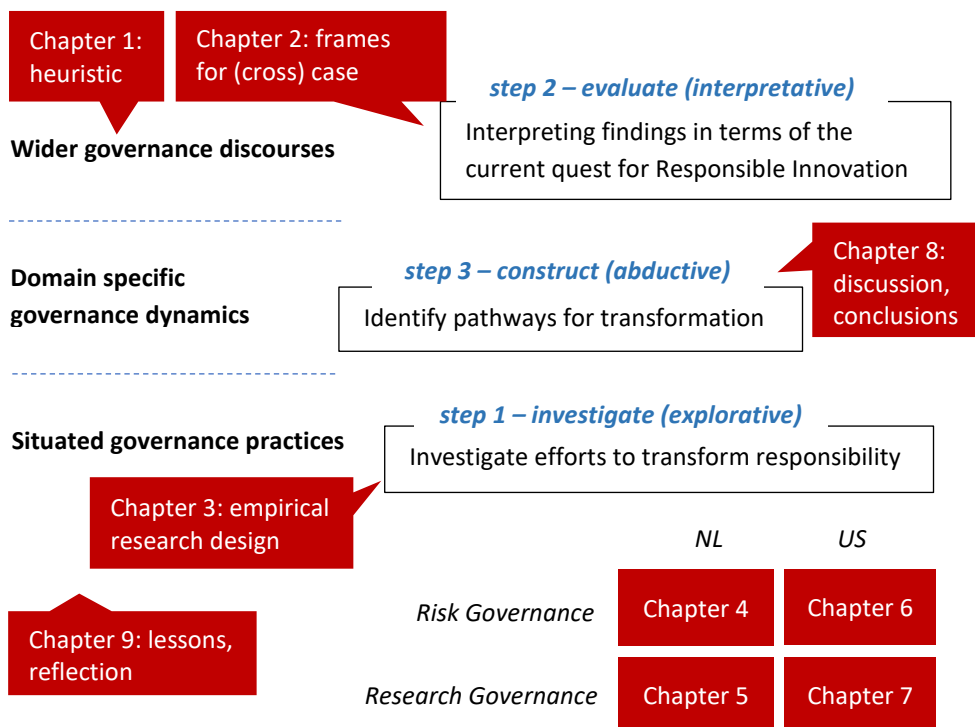 Chapter 1:
heuristic
Chapter 2: frames
for (cross) case
step 2 – evaluate (interpretative)
Interpreting findings in terms of the
current quest for Responsible Innovation
Wider governance discourses
Chapter 8:
discussion,
conclusions
step 3 – construct (abductive)
Identify pathways for transformation
Domain specific
governance dynamics
step 1 – investigate (explorative)
Investigate efforts to transform responsibility
Situated governance practices
Chapter 3: empirical
research design
NL US
Risk Governance Chapter 4 Chapter 6
Chapter 9: lessons,
reflection
Research Governance Chapter 5 Chapter 7